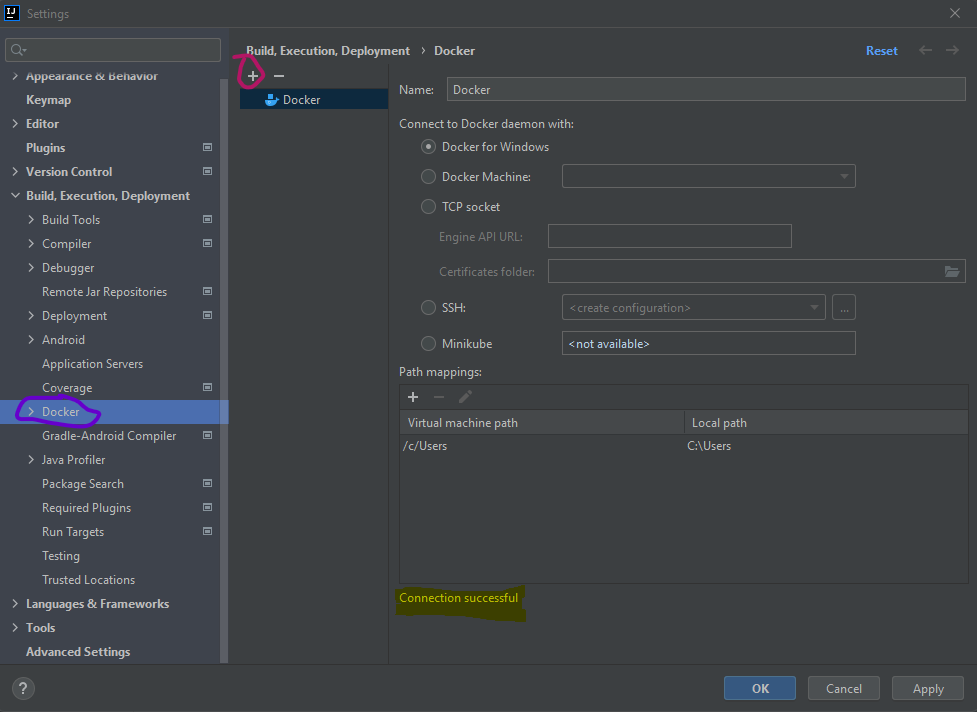 IJ
Settings
Appearance & Behavior
Keymap
Editor
Plugins
Version Control
Build, Execution, Deployment
Build Tools
Compiler
Debugger
Remote Jar Repositories
Deployment
Android
Application Servers
Coverage
Docker
Gradle-Android Compiler
Java Profiler
Package Search
Required Plugins
Run Targets
Testing
Trusted Locations
Languages & Frameworks
Tools
Advanced Settings
?
Build, Execution, Deployment › Docker
Reset
Docker
Name: Docker
Connect to Docker daemon with:
Docker for Windows
Docker Machine:
TCP socket
Engine API URL:
Certificates folder:
SSH: <create configuration> ...
Minikube <not available>
Path mappings:
Virtual machine path Local path
/c/Users C:\Users
Connection successful
OK Cancel Apply